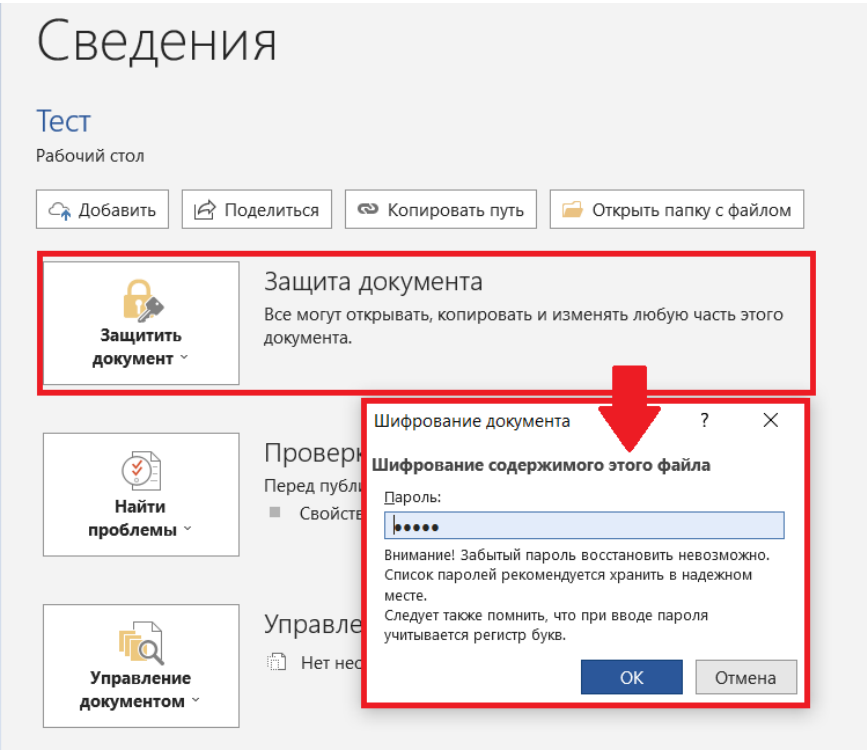 Сведения
Тест
Рабочий стол
Добавить
Поделиться
Копировать путь
Открыть папку с файлом
Защитить
документ
Защита документа
Все могут открывать, копировать и изменять любую часть этого
документа.
Шифрование документа
?
Шифрование содержимого этого файла
Пароль:
Внимание! Забытый пароль восстановить невозможно.
Список паролей рекомендуется хранить в надежном
месте.
Следует также помнить, что при вводе пароля
учитывается регистр букв.
ОК
Отмена
Найти
проблемы
Перед
Управление
документом
Нет